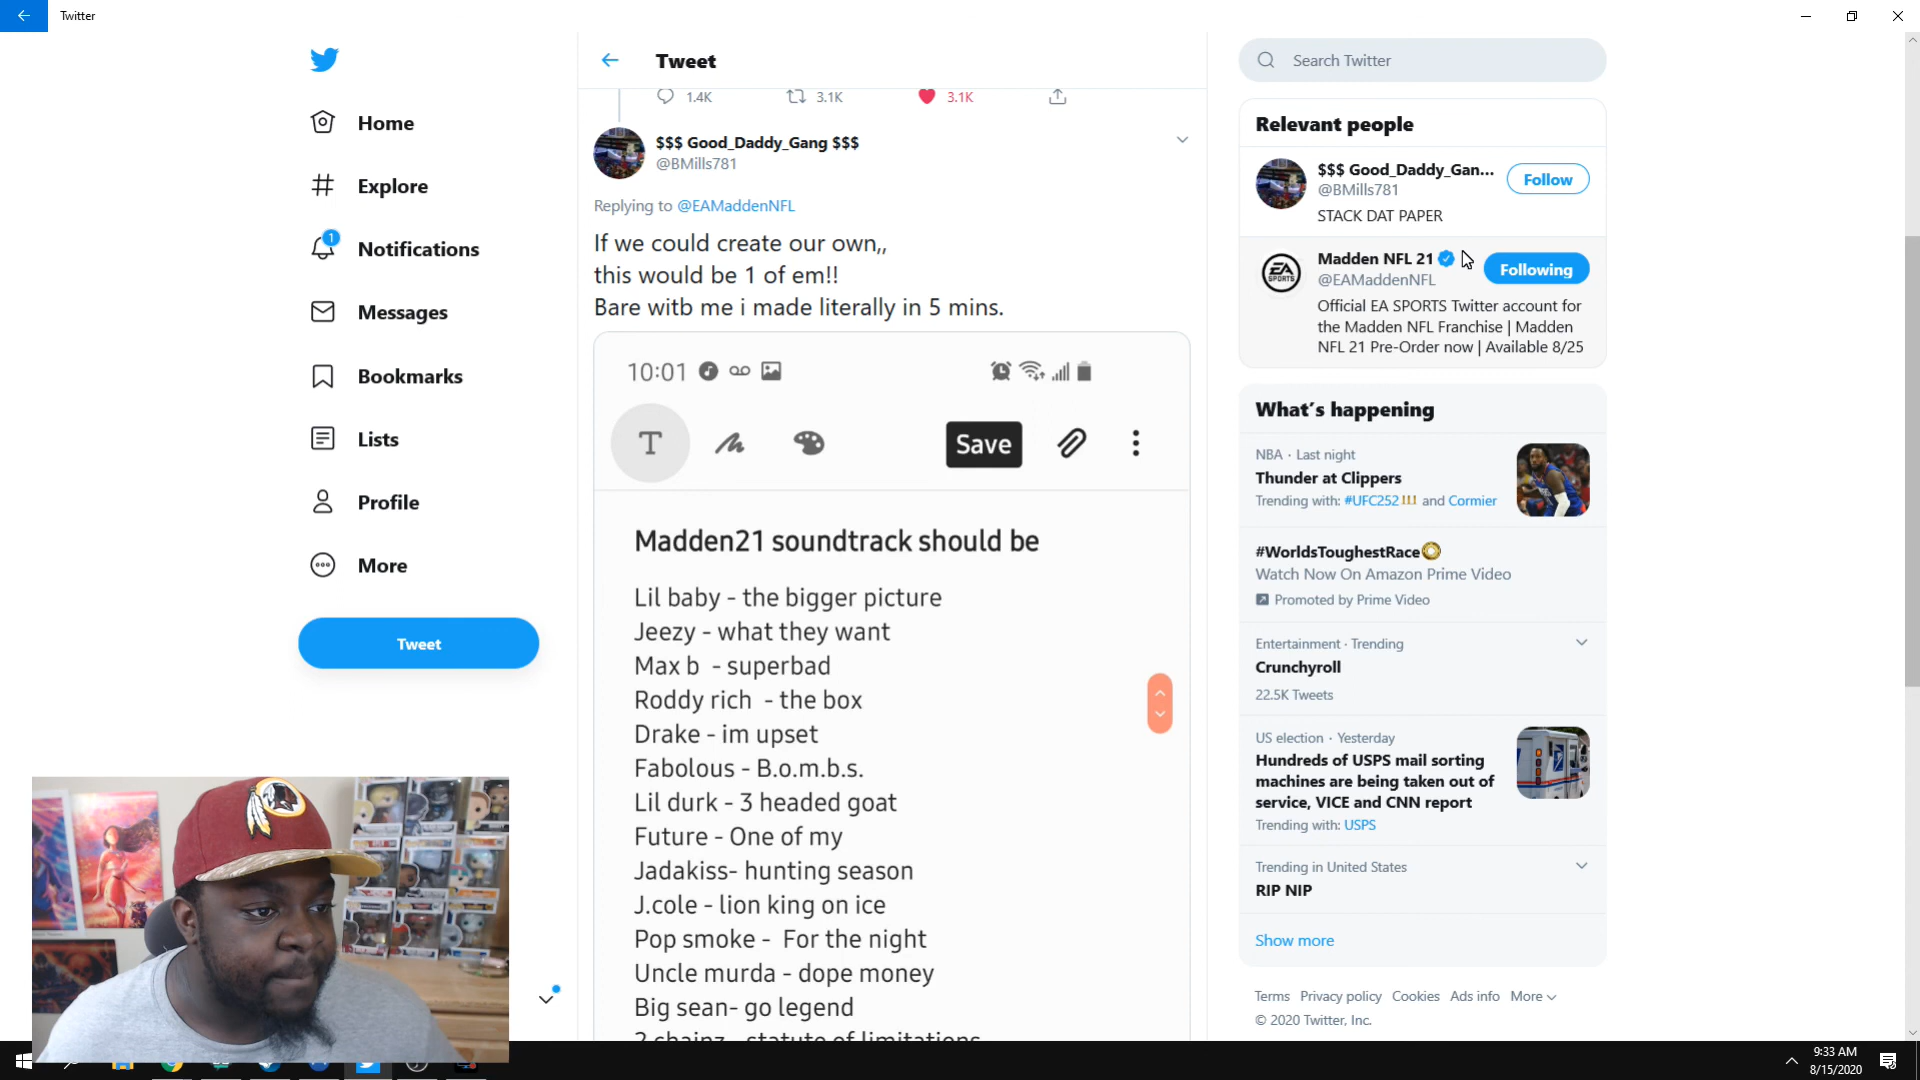 Twitter
Home
Explore
1
Notifications
Messages
Bookmarks
Lists
Profile
More
Tweet
Tweet
1.4K 3.1K 3.1K
$$$ Good_Daddy_Gang $$$
@BMills781
Replying to @EAMaddenNFL
If we could create our own,,
this would be 1 of em!!
Bare witb me i made literally in 5 mins.
10:01
T Save
Madden21 soundtrack should be
Lil baby - the bigger picture
Jeezy - what they want
Max b - superbad
Roddy rich - the box
Drake - im upset
Fabolous - B.o.m.b.s.
Lil durk - 3 headed goat
Future - One of my
Jadakiss- hunting season
J.cole - lion king on ice
Pop smoke - For the night
Uncle murda - dope money
Big sean- go legend
2 chainz - statute of limitations
Search Twitter
Relevant people
$$$ Good_Daddy_Gan...
@BMills781
Follow
STACK DAT PAPER
Madden NFL 21
@EAMaddenNFL
Following
EA
SPORTS
Official EA SPORTS Twitter account for
the Madden NFL Franchise | Madden
NFL 21 Pre-Order now | Available 8/25
What's happening
NBA · Last night
Thunder at Clippers
Trending with: #UFC252 and Cormier
#WorldsToughestRace
Watch Now On Amazon Prime Video
Promoted by Prime Video
Entertainment · Trending
Crunchyroll
22.5K Tweets
US election · Yesterday
Hundreds of USPS mail sorting
machines are being taken out of
service, VICE and CNN report
Trending with: USPS
Trending in United States
RIP NIP
Show more
Terms Privacy policy Cookies Ads info More
© 2020 Twitter, Inc.
9:33 AM
8/15/2020